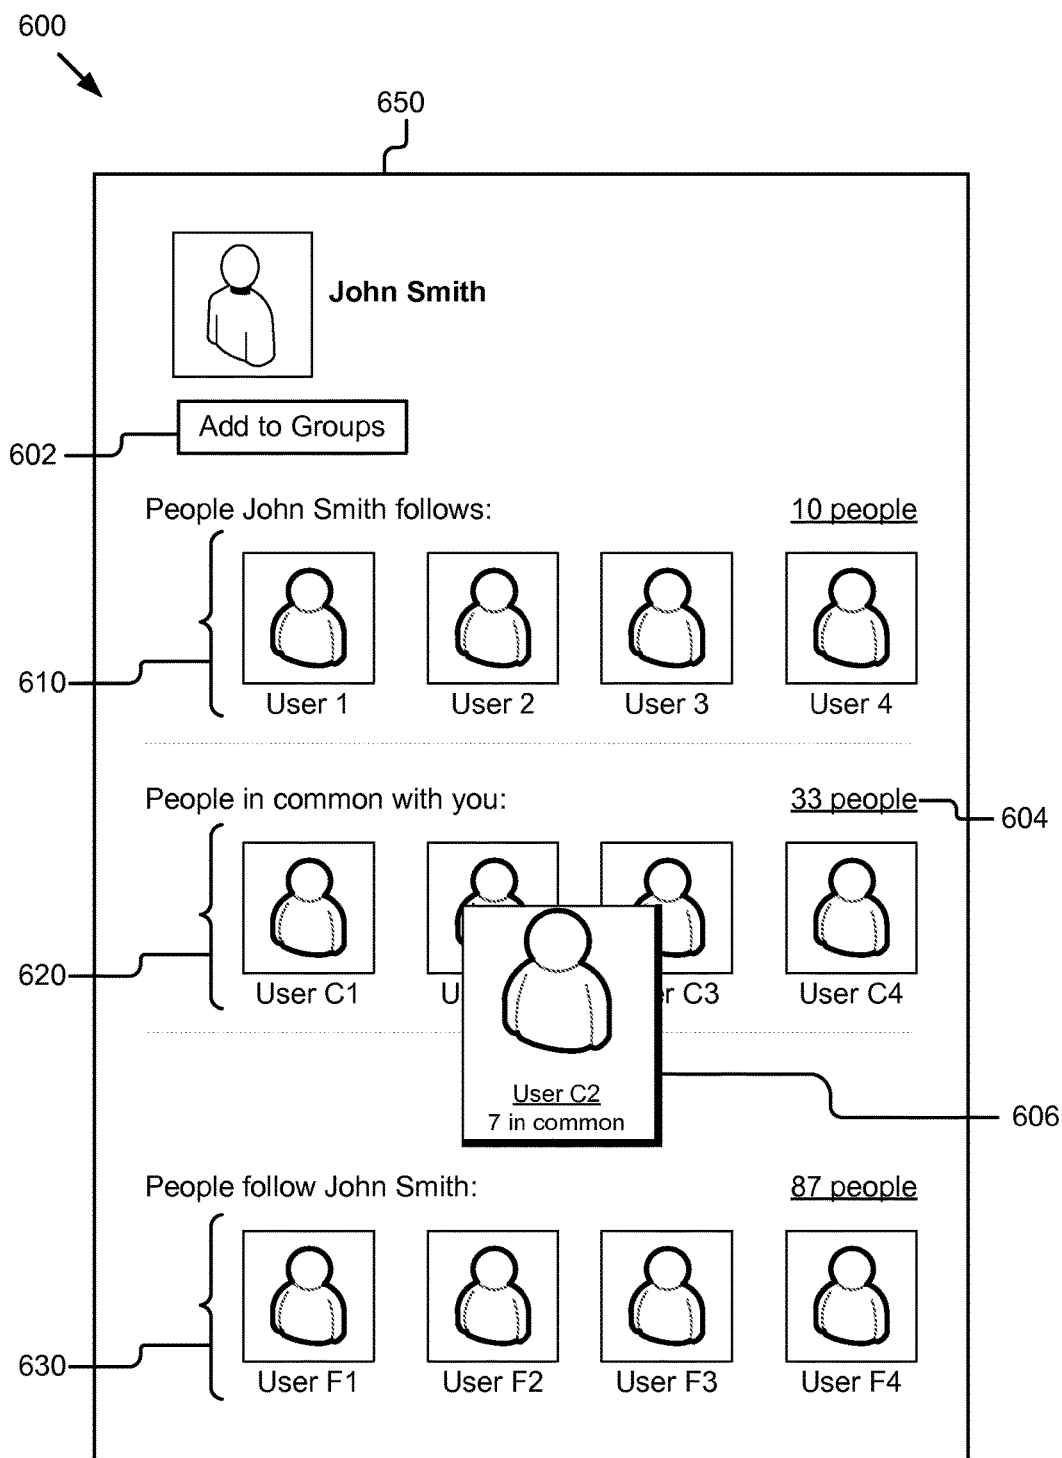 600
650
John Smith
Add to Groups
602
People John Smith follows: 10 people
610
User 1 User 2 User 3 User 4
People in common with you: 33 people
604
620
User C1 U r C3 User C4
User C2
7 in common
606
People follow John Smith: 87 people
630
User F1 User F2 User F3 User F4